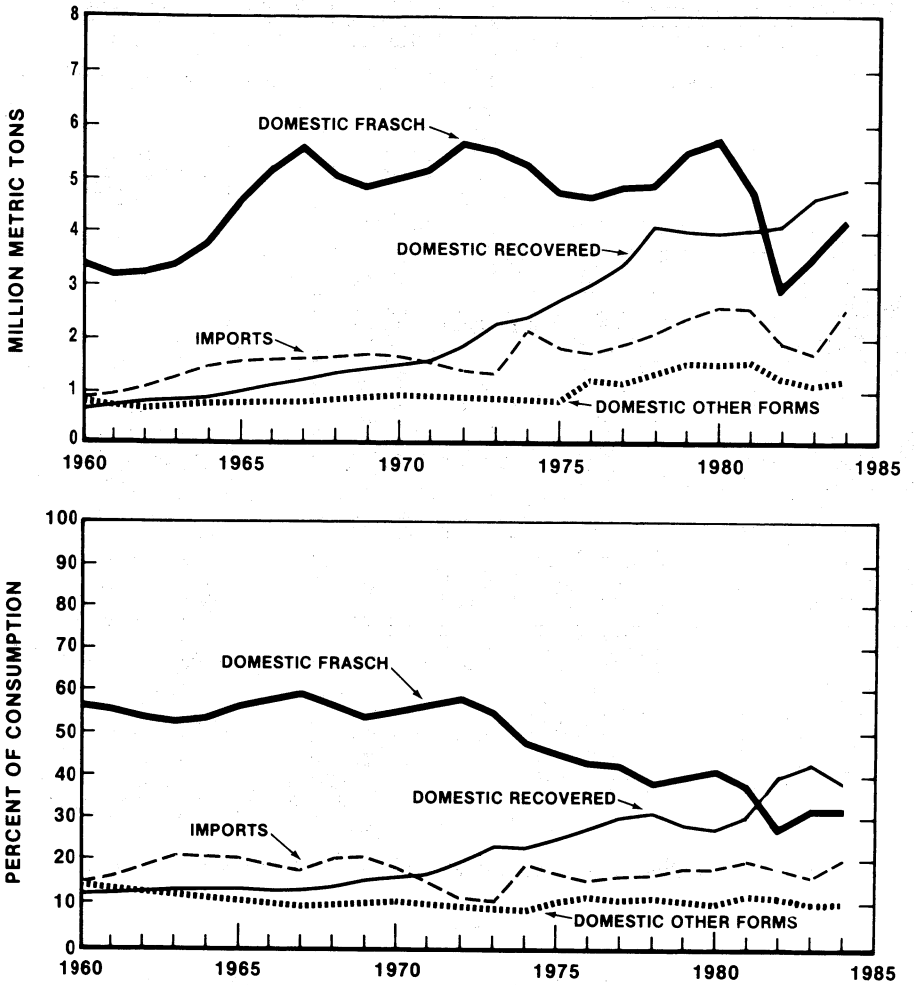 8
7
6
5
4
3
2
1
0
MILLION METRIC TONS
DOMESTIC FRASCH
DOMESTIC RECOVERED
IMPORTS
DOMESTIC OTHER FORMS
1960 1965 1970 1975 1980 1985
100
90
80
70
60
50
40
30
20
10
0
PERCENT OF CONSUMPTION
DOMESTIC FRASCH
DOMESTIC RECOVERED
IMPORTS
DOMESTIC OTHER FORMS
1960 1965 1970 1975 1980 1985